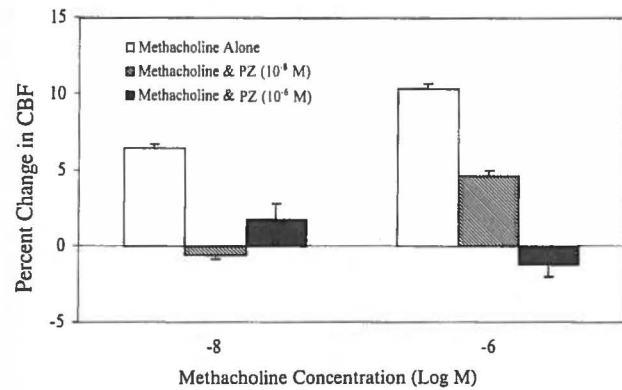 15
10
5
0
-5
Percent Change in CBF
Methacholine Alone
Methacholine & PZ (10⁻⁸ M)
Methacholine & PZ (10⁻⁶ M)
-8
-6
Methacholine Concentration (Log M)